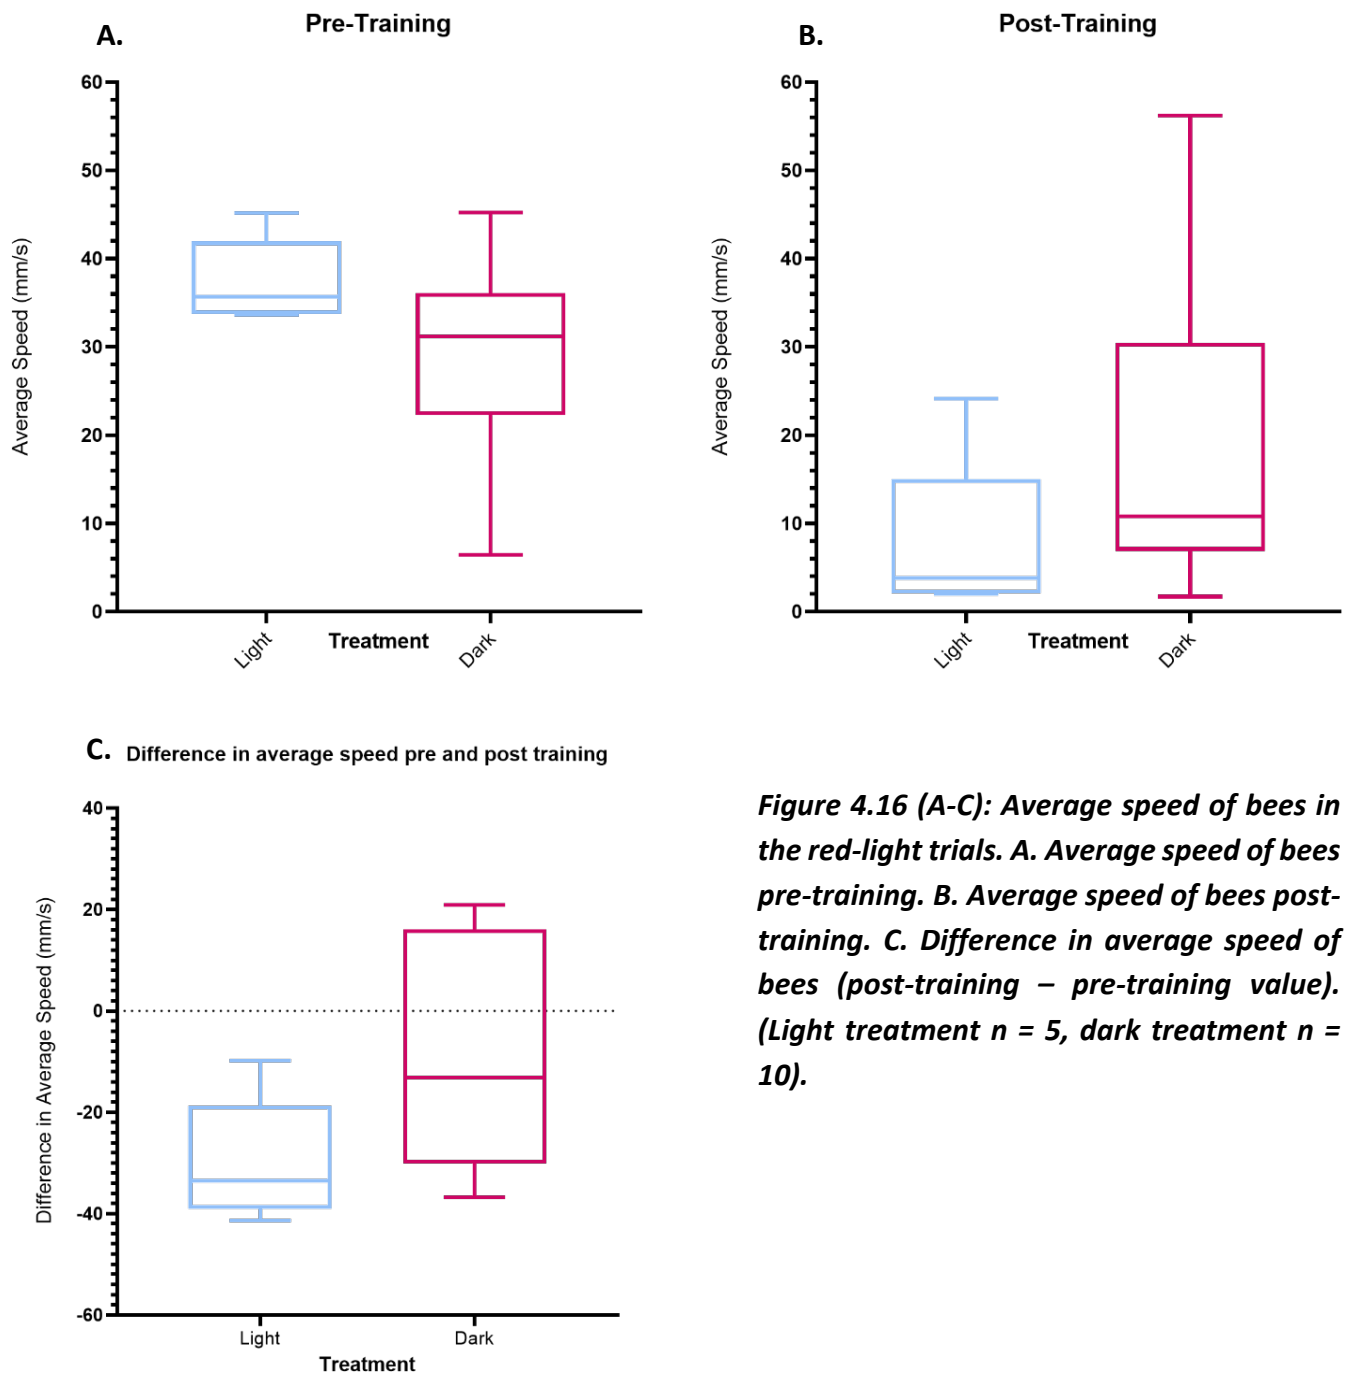 A.
Pre-Training
60
50
40
30
20
10
0
Average Speed (mm/s)
Light
Treatment
Dark
B.
Post-Training
60
50
40
30
20
10
0
Average Speed (mm/s)
Light
Treatment
Dark
C. Difference in average speed pre and post training
40
20
0
-20
-40
-60
Difference in Average Speed (mm/s)
Light
Dark
Treatment
Figure 4.16 (A-C): Average speed of bees in
the red-light trials. A. Average speed of bees
pre-training. B. Average speed of bees post-
training. C. Difference in average speed of
bees (post-training – pre-training value).
(Light treatment n = 5, dark treatment n =
10).